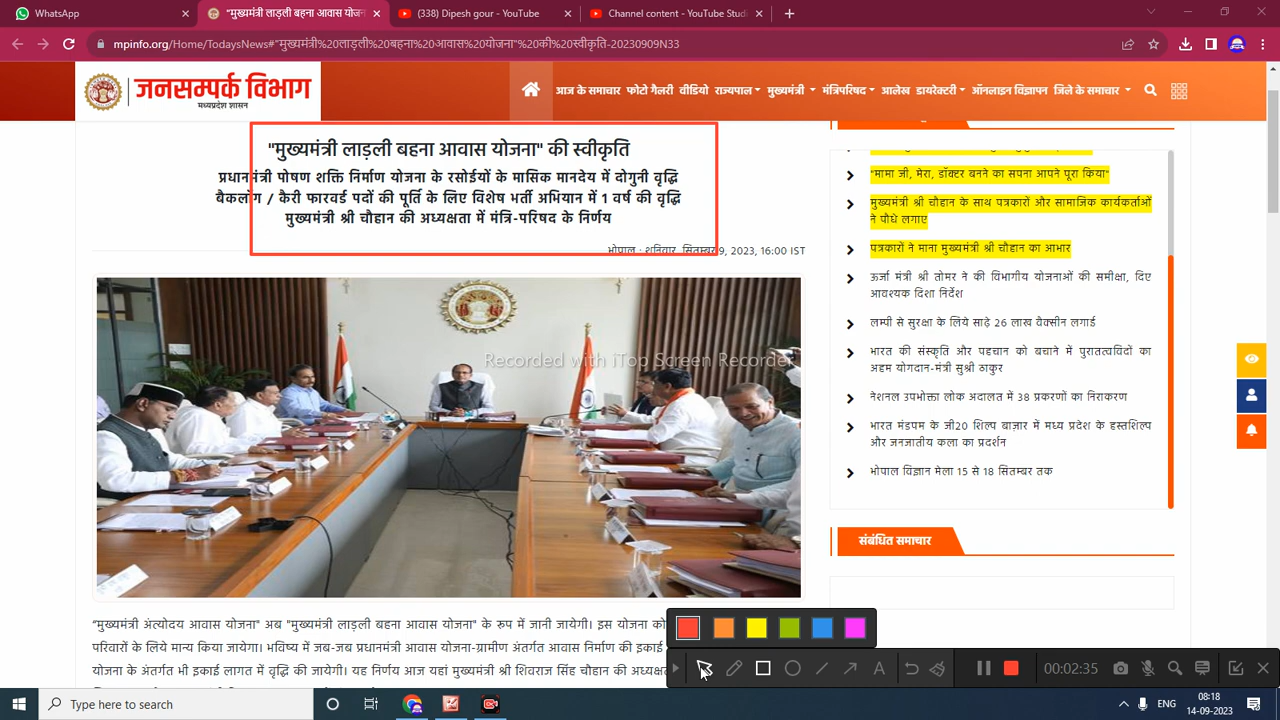 WhatsApp
"मुख्यमंत्री लाड़ली बहना आवास योजन
(338) Dipesh gour - YouTube
Channel content - YouTube Stud
mpinfo.org/Home/TodaysNews#"मुख्यमंत्री%20लाड़ली%20बहना%20आवास%20योजना"%20की%20स्वीकृति-20230909N33
जनसम्पर्क विभाग
मध्यप्रदेश शासन
आज के समाचार फोटो गैलरी वीडियो राज्यपाल मुख्यमंत्री मंत्रिपरिषद आलेख डायरेक्टरी ऑनलाइन विज्ञापन जिले के समाचार
"मुख्यमंत्री लाड़ली बहना आवास योजना" की स्वीकृति
प्रधानमंत्री पोषण शक्ति निर्माण योजना के रसोईयों के मासिक मानदेय में दोगुनी वृद्धि
बैकलॉग / कैरी फारवर्ड पदों की पूर्ति के लिए विशेष भर्ती अभियान में 1 वर्ष की वृद्धि
मुख्यमंत्री श्री चौहान की अध्यक्षता में मंत्रि-परिषद के निर्णय
भोपाल : शनिवार, सितम्बर 9, 2023, 16:00 IST
"मामा जी, मेरा, डॉक्टर बनने का सपना आपने पूरा किया"
मुख्यमंत्री श्री चौहान के साथ पत्रकारों और सामाजिक कार्यकर्ताओं
ने पौधे लगाए
पत्रकारों ने माना मुख्यमंत्री श्री चौहान का आभार
ऊर्जा मंत्री श्री तोमर ने की विभागीय योजनाओं की समीक्षा, दिए
आवश्यक दिशा निर्देश
लम्पी से सुरक्षा के लिये साढ़े 26 लाख वैक्सीन लगाई
भारत की संस्कृति और पहचान को बचाने में पुरातत्वविदों का
अहम योगदान-मंत्री सुश्री ठाकुर
नेशनल उपभोक्ता लोक अदालत में 38 प्रकरणों का निराकरण
भारत मंडपम के जी20 शिल्प बाज़ार में मध्य प्रदेश के हस्तशिल्प
और जनजातीय कला का प्रदर्शन
भोपाल विज्ञान मेला 15 से 18 सितम्बर तक
संबंधित समाचार
Recorded with iTop Screen Recorder
"मुख्यमंत्री अंत्योदय आवास योजना" अब "मुख्यमंत्री लाड़ली बहना आवास योजना" के रूप में जानी जायेगी। इस योजना को
परिवारों के लिये मान्य किया जायेगा। भविष्य में जब-जब प्रधानमंत्री आवास योजना-ग्रामीण अंतर्गत आवास निर्माण की इकाई
योजना के अंतर्गत भी इकाई लागत में वृद्धि की जायेगी। यह निर्णय आज यहां मुख्यमंत्री श्री शिवराज सिंह चौहान की अध्यक्षत
A
00:02:35
Type here to search
ENG
08:18
14-09-2023